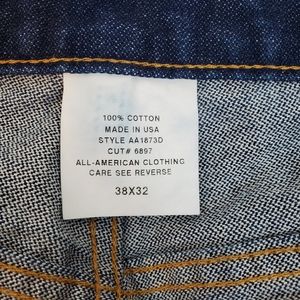 100% COTTON
MADE IN USA
STYLE AA1873D
CUT# 6897
ALL-AMERICAN CLOTHING
CARE SEE REVERSE
38X32